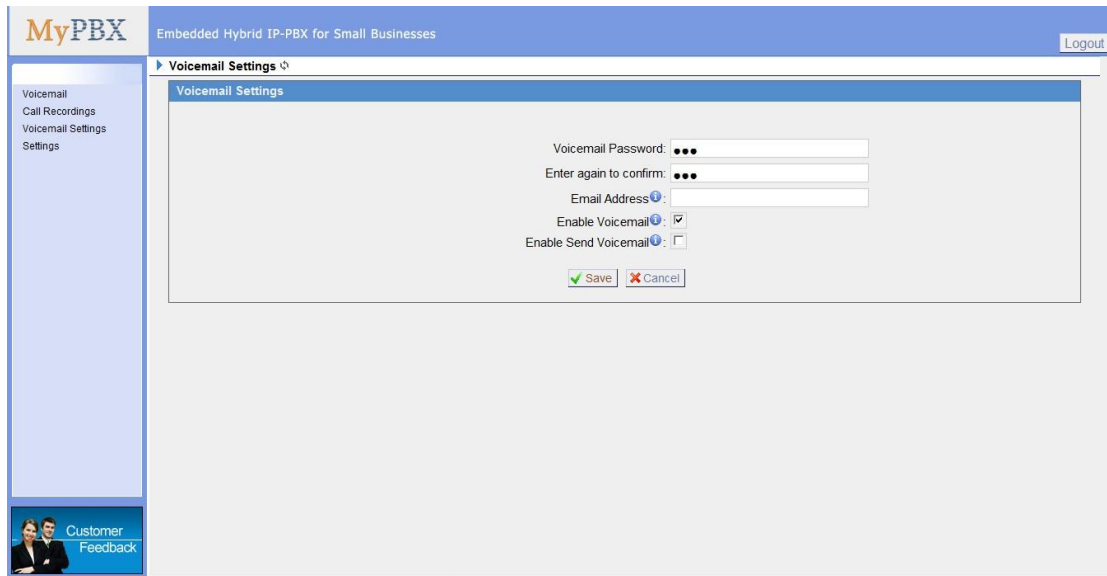 MyPBX
Embedded Hybrid IP-PBX for Small Businesses
Logout
Voicemail Settings
Voicemail
Call Recordings
Voicemail Settings
Settings
Voicemail Settings
Voicemail Password: ●●●
Enter again to confirm: ●●●
Email Address:
Enable Voicemail:
Enable Send Voicemail:
Save
Cancel
Customer
Feedback